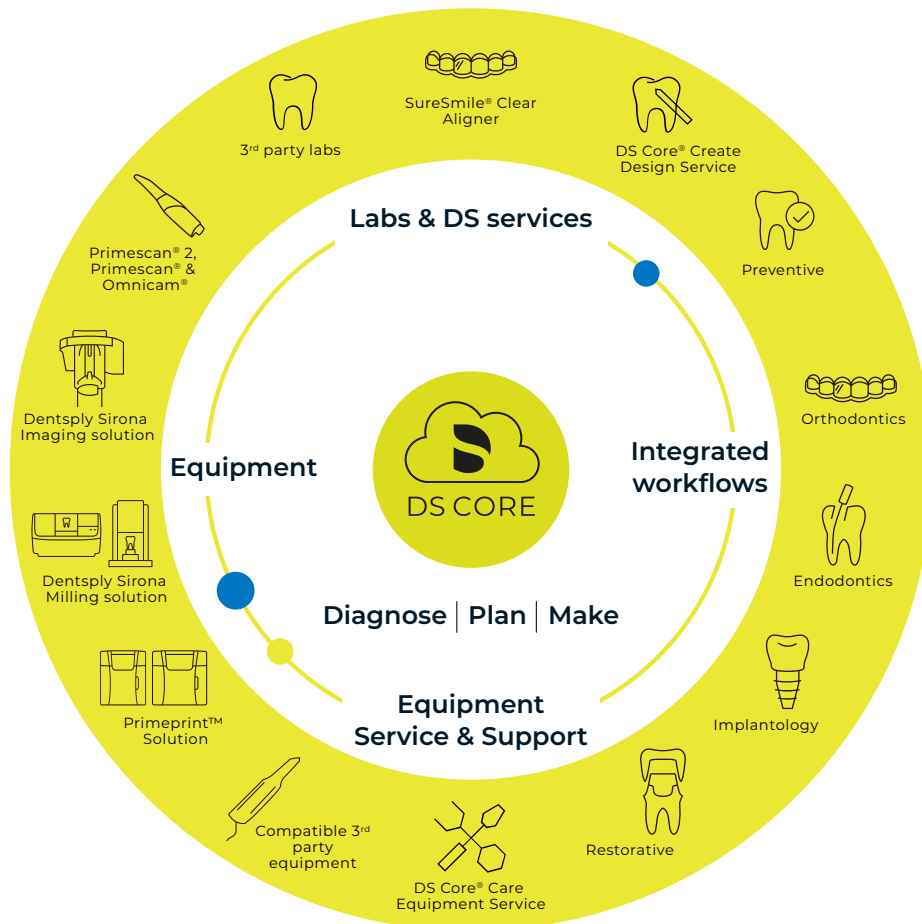 SureSmile® Clear
Aligner
DS Core® Create
Design Service
Preventive
Orthodontics
Endodontics
Implantology
Restorative
DS Core® Care
Equipment Service
Compatible 3rd
party
equipment
Primeprint™
Solution
Dentsply Sirona
Milling solution
Dentsply Sirona
Imaging solution
Primescan® 2,
Primescan® &
Omnicam®
3rd party labs
Labs & DS services
Integrated
workflows
Equipment
Service & Support
Equipment
DS CORE
Diagnose | Plan | Make